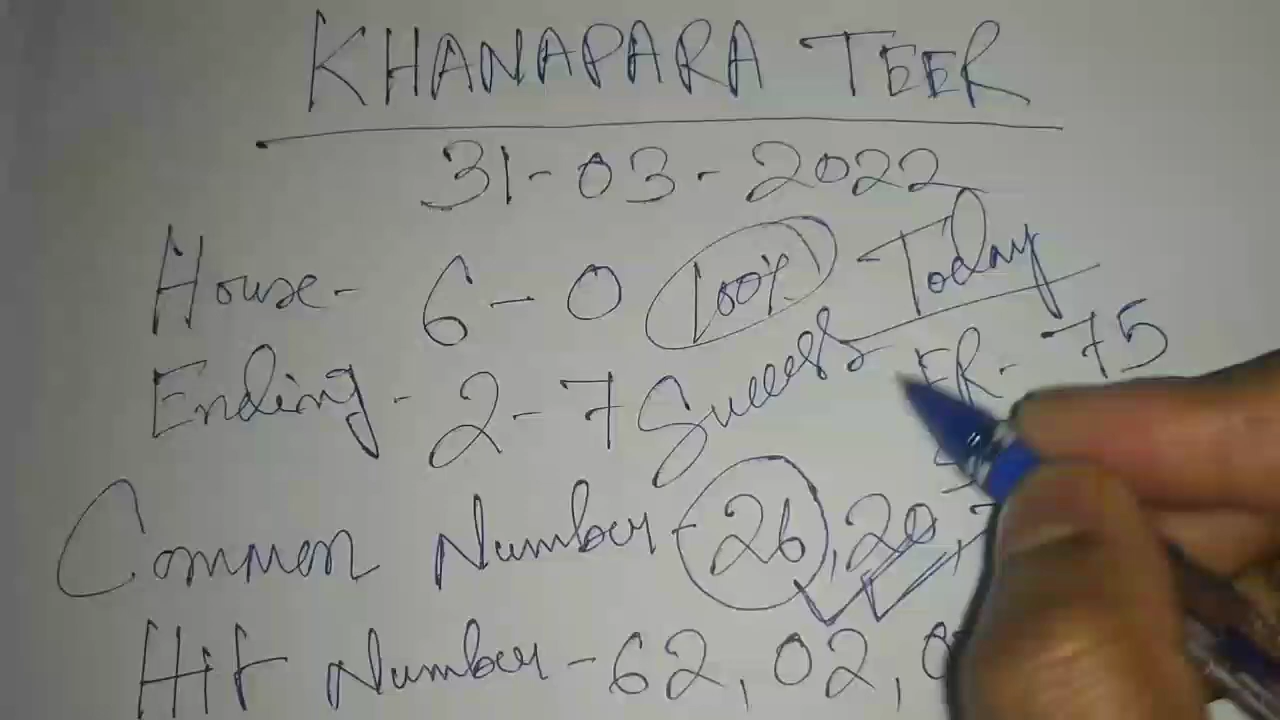 KHANAPARA TEER
31-03-2022
House- 6-0 100% Today
Ending- 2-7 Success FR- 75
Common Number- 26, 20,
Hit Number - 62, 02,